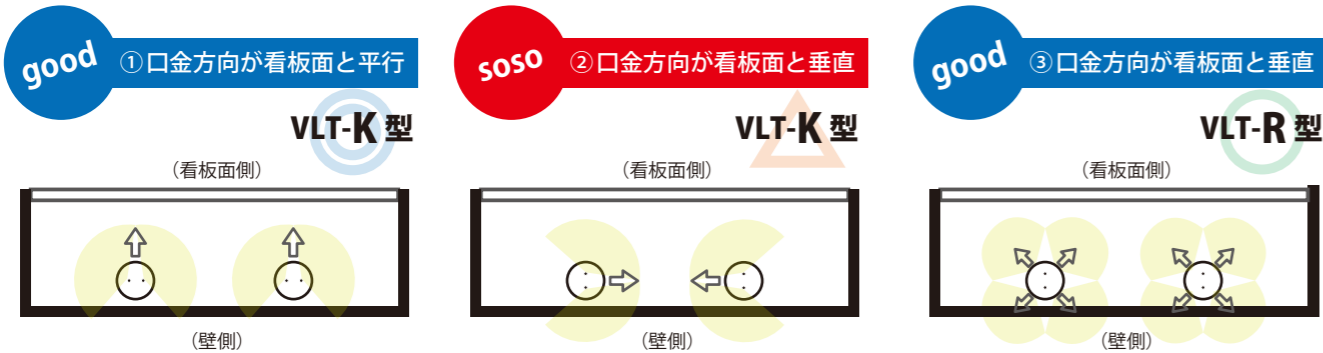 good ①口金方向が看板面と平行
VLT-K 型
（看板面側）
（壁側）
soso ②口金方向が看板面と垂直
VLT-K 型
（看板面側）
（壁側）
good ③口金方向が看板面と垂直
VLT-R 型
（看板面側）
（壁側）